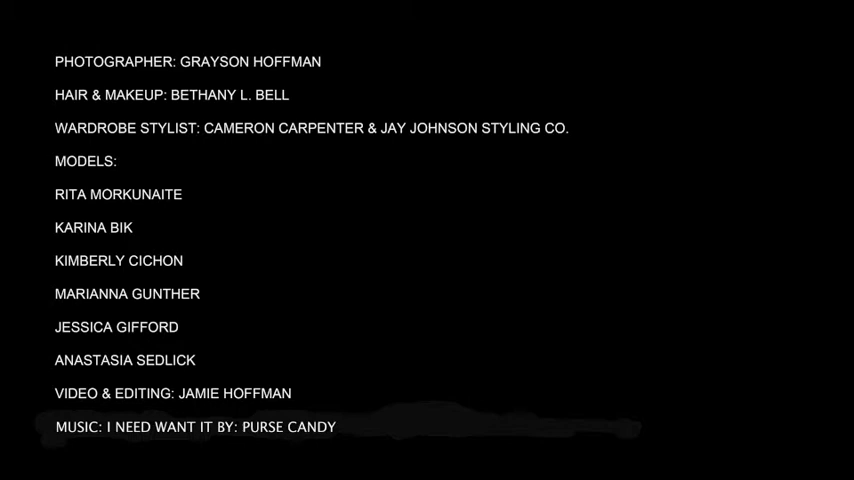 PHOTOGRAPHER: GRAYSON HOFFMAN
HAIR & MAKEUP: BETHANY L. BELL
WARDROBE STYLIST: CAMERON CARPENTER & JAY JOHNSON STYLING CO.
MODELS:
RITA MORKUNAITE
KARINA BIK
KIMBERLY CICHON
MARIANNA GUNTHER
JESSICA GIFFORD
ANASTASIA SEDLICK
VIDEO & EDITING: JAMIE HOFFMAN
MUSIC: I NEED WANT IT BY: PURSE CANDY